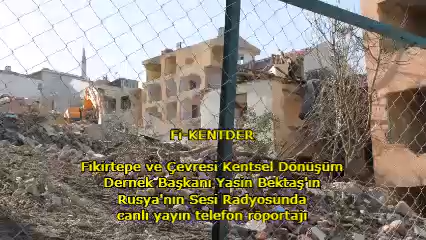 Fi-KENTDER
Fikirtepe ve Çevresi Kentsel Dönüşüm
Dernek Başkanı Yasin Bektaş'ın
Rusya'nın Sesi Radyosunda
canlı yayın telefon röportajı